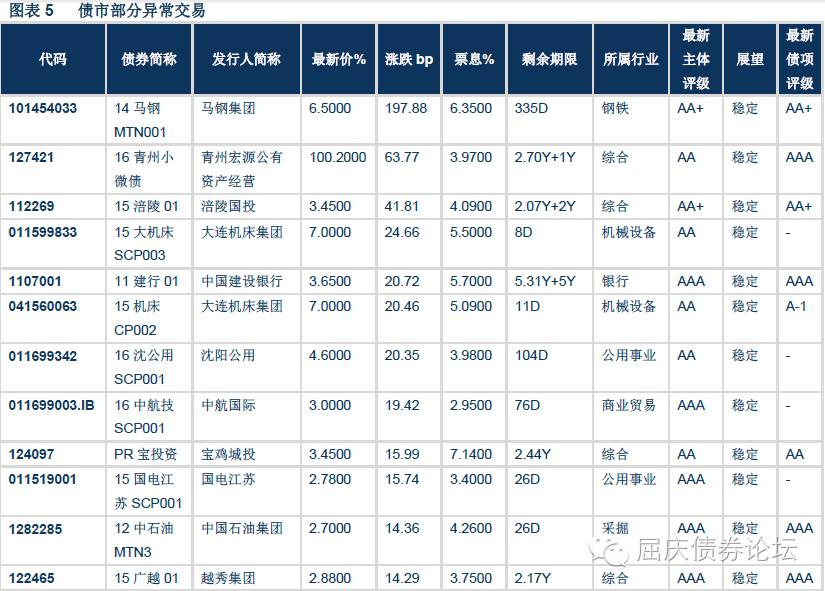 图表 5 债市部分异常交易
代码 债券简称 发行人简称 最新价% 涨跌 bp 票息% 剩余期限 所属行业 最新主体评级 展望 最新债项评级
101454033 14 马钢 MTN001 马钢集团 6.5000 197.88 6.3500 335D 钢铁 AA+ 稳定 AA+
127421 16 青州小微债 青州宏源公有资产经营 100.2000 63.77 3.9700 2.70Y+1Y 综合 AA 稳定 AAA
112269 15 涪陵 01 涪陵国投 3.4500 41.81 4.0900 2.07Y+2Y 综合 AA+ 稳定 AA+
011599833 15 大机床 SCP003 大连机床集团 7.0000 24.66 5.5000 8D 机械设备 AA 稳定 -
1107001 11 建行 01 中国建设银行 3.6500 20.72 5.7000 5.31Y+5Y 银行 AAA 稳定 AAA
041560063 15 机床 CP002 大连机床集团 7.0000 20.46 5.0900 11D 机械设备 AA 稳定 A-1
011699342 16 沈公用 SCP001 沈阳公用 4.6000 20.35 3.9800 104D 公用事业 AA 稳定 -
011699003.IB 16 中航技 SCP001 中航国际 3.0000 19.42 2.9500 76D 商业贸易 AAA 稳定 -
124097 PR 宝投资 宝鸡城投 3.4500 15.99 7.1400 2.44Y 综合 AA 稳定 AA
011519001 15 国电江苏 SCP001 国电江苏 2.7800 15.74 3.4000 26D 公用事业 AAA 稳定 -
1282285 12 中石油 MTN3 中国石油集团 2.7000 14.36 4.2600 26D 采掘 AAA 稳定 AAA
122465 15 广越 01 越秀集团 2.8800 14.29 3.7500 2.17Y 综合 AAA 稳定 AAA
屈庆债券论坛